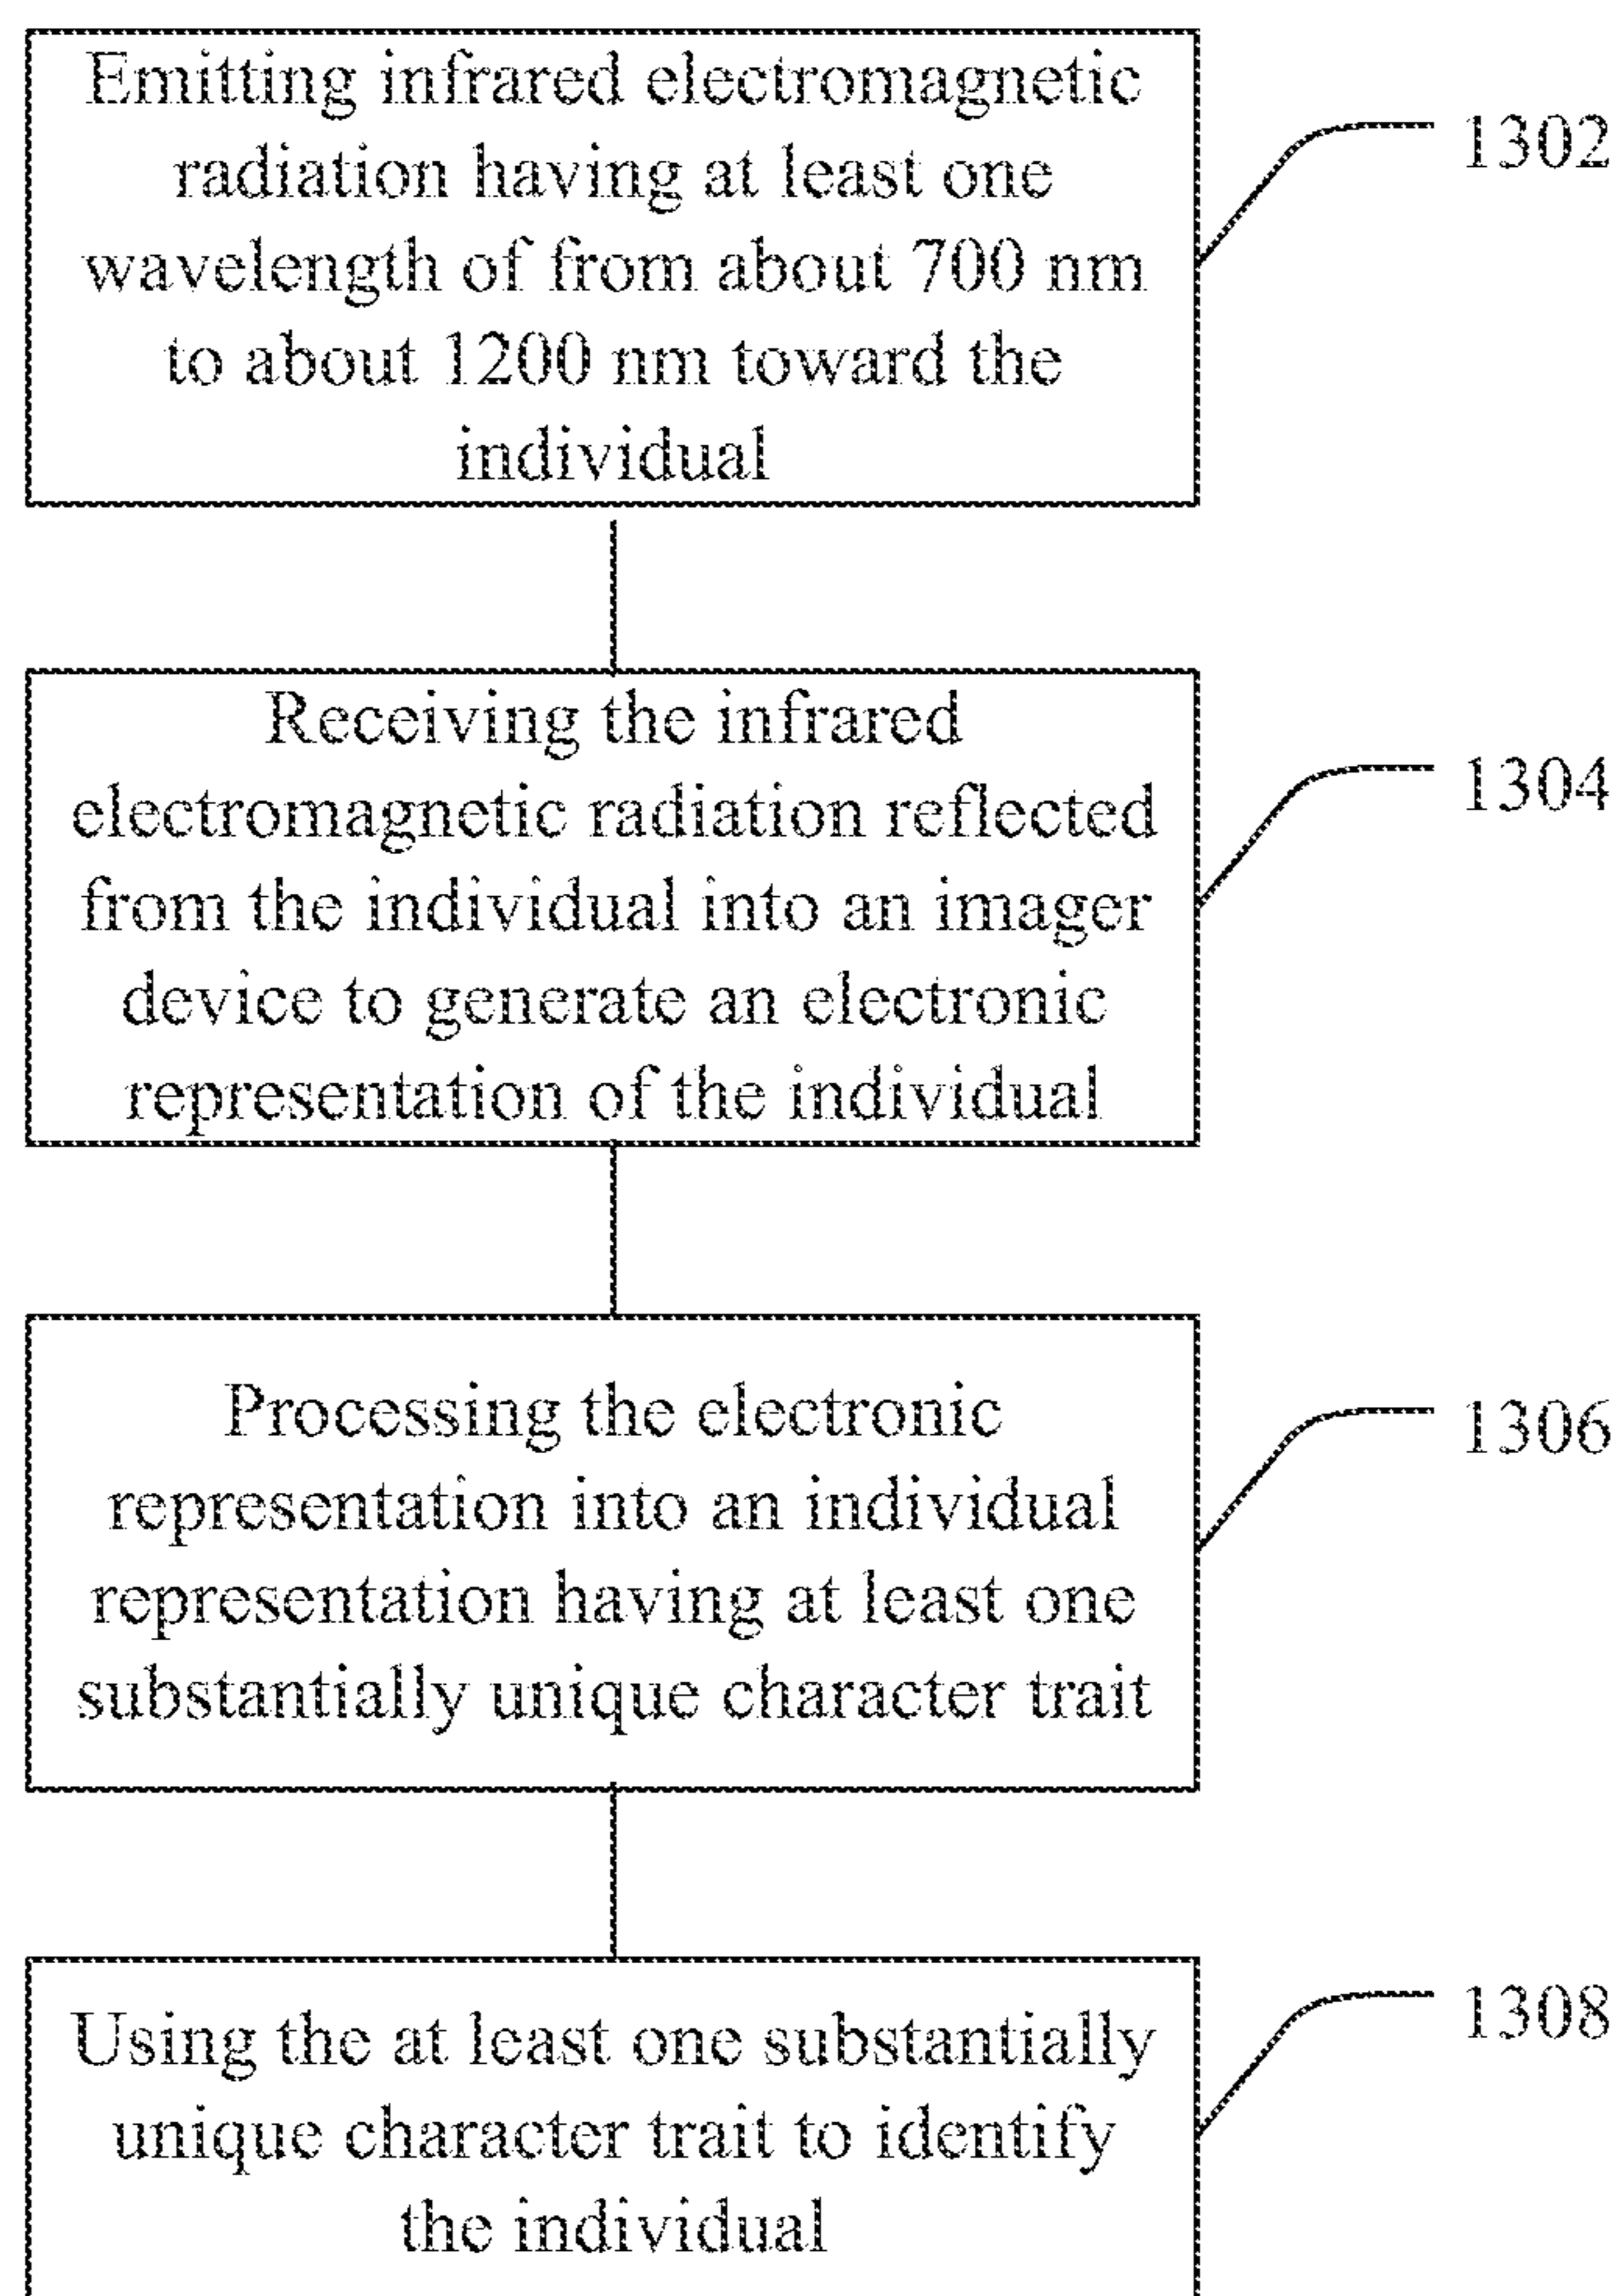 Emitting infrared electromagnetic
radiation having at least one
wavelength of from about 700 nm
to about 1200 nm toward the
individual
1302
Receiving the infrared
electromagnetic radiation reflected
from the individual into an imager
device to generate an electronic
representation of the individual
1304
Processing the electronic
representation into an individual
representation having at least one
substantially unique character trait
1306
Using the at least one substantially
unique character trait to identify
the individual
1308